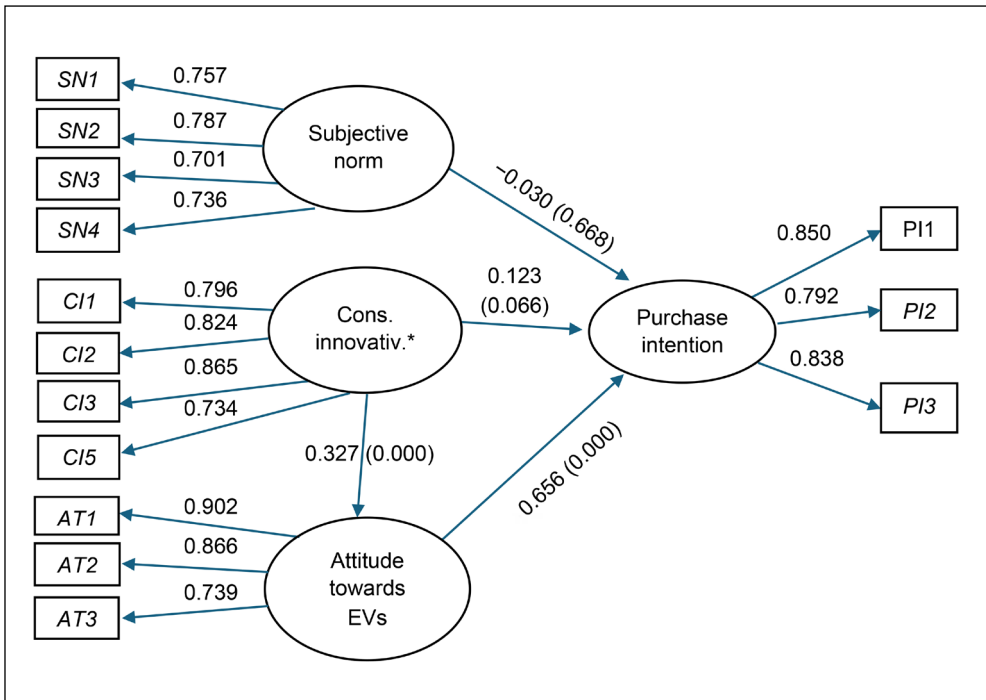 SN1
0.757
SN2
0.787
SN3
0.701
SN4
0.736
Subjective
norm
−0.030 (0.668)
CI1
0.796
CI2
0.824
CI3
0.865
CI5
0.734
Cons.
innovativ.*
0.123
(0.066)
0.327 (0.000)
AT1
0.902
AT2
0.866
AT3
0.739
Attitude
towards
EVs
0.656 (0.000)
Purchase
intention
0.850
PI1
0.792
PI2
0.838
PI3